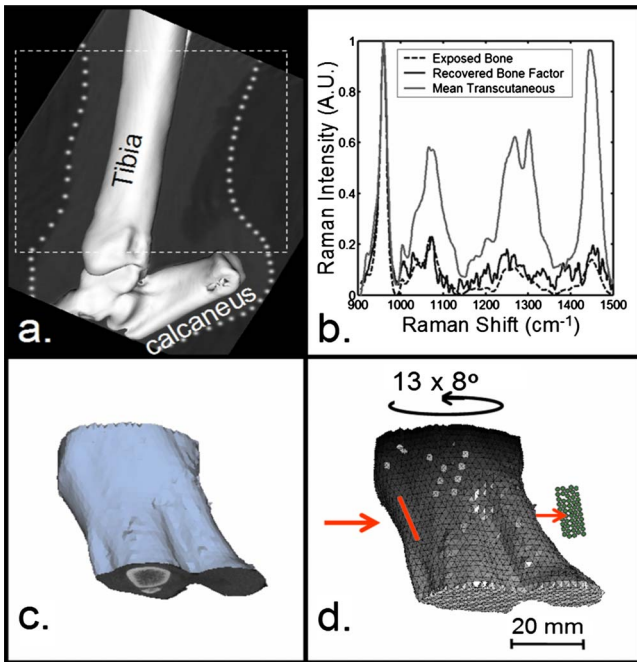 Tibia
calcaneus
a.
Exposed Bone
Recovered Bone Factor
Mean Transcutaneous
1
0.8
0.6
0.4
0.2
0
900 1000 1100 1200 1300 1400 1500
Raman Intensity (A.U.)
Raman Shift (cm-1)
b.
c.
13 x 8º
20 mm
d.